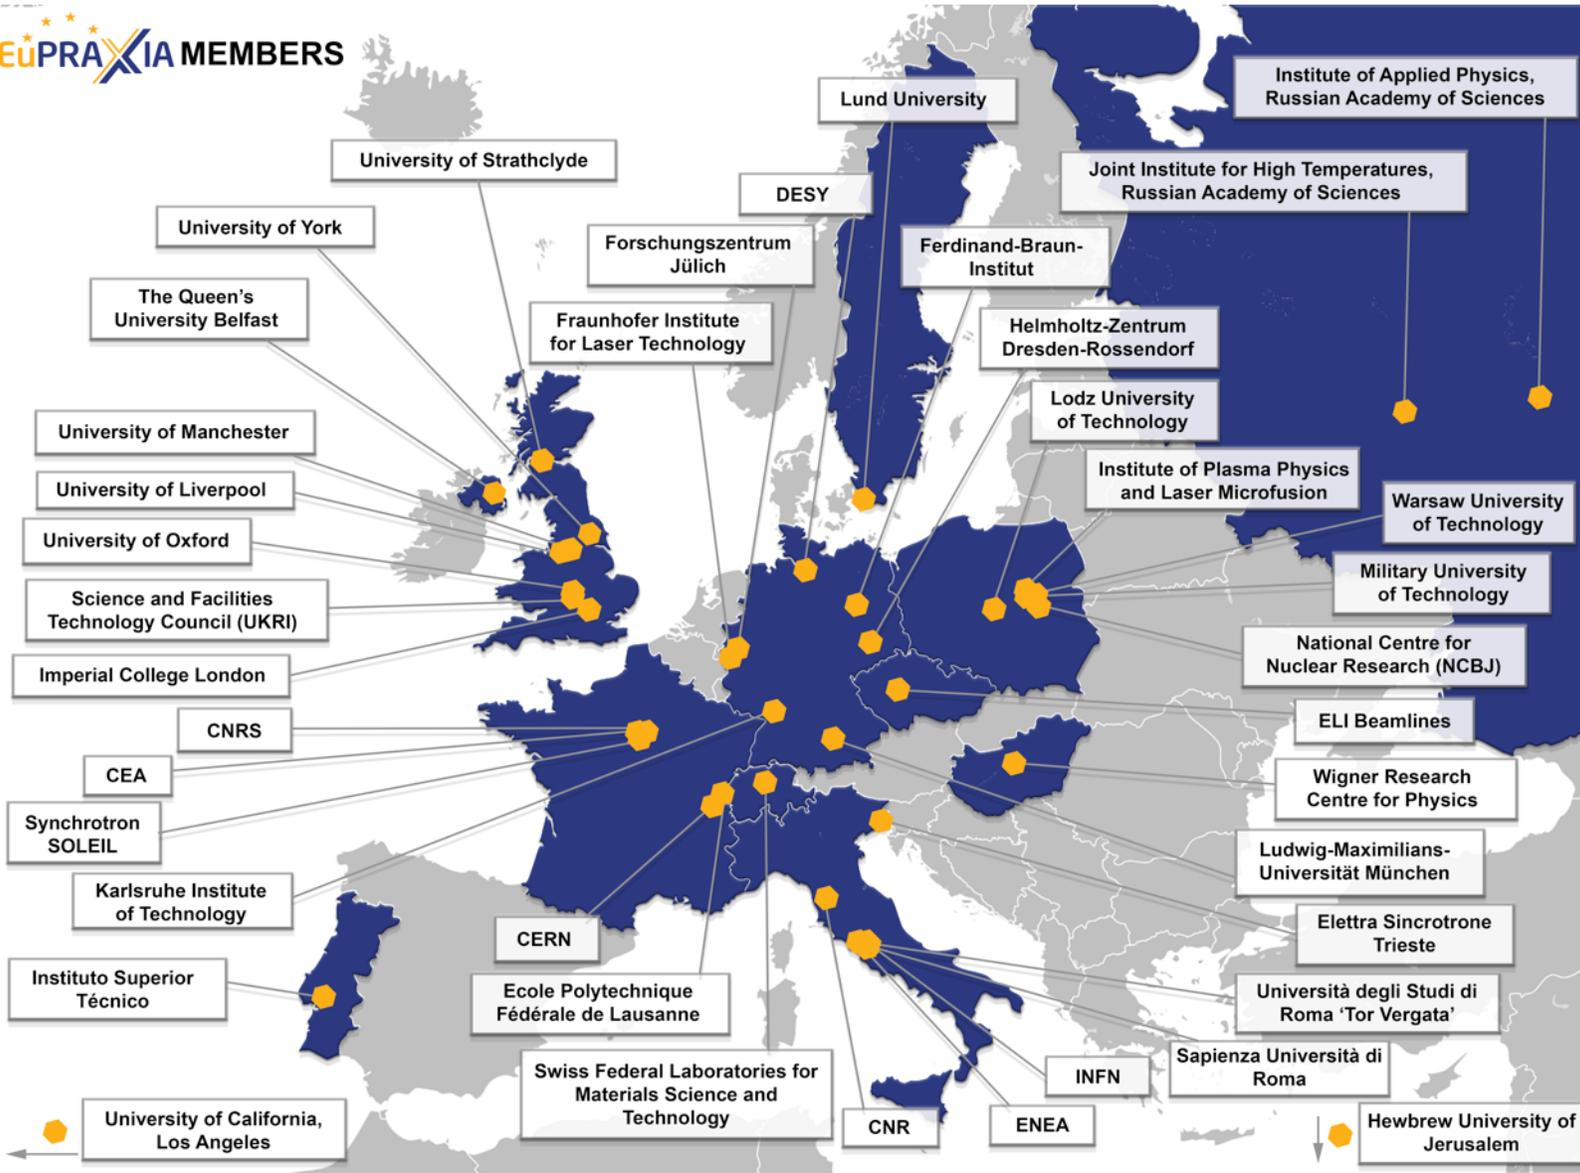 EuPRAXIA MEMBERS
Institute of Applied Physics,
Russian Academy of Sciences
Lund University
University of Strathclyde
Joint Institute for High Temperatures,
Russian Academy of Sciences
DESY
University of York
Forschungszentrum
Jülich
Ferdinand-Braun-
Institut
The Queen's
University Belfast
Fraunhofer Institute
for Laser Technology
Helmholtz-Zentrum
Dresden-Rossendorf
Lodz University
of Technology
University of Manchester
Institute of Plasma Physics
and Laser Microfusion
University of Liverpool
Warsaw University
of Technology
University of Oxford
Military University
of Technology
Science and Facilities
Technology Council (UKRI)
National Centre for
Nuclear Research (NCBJ)
Imperial College London
ELI Beamlines
CNRS
CEA
Wigner Research
Centre for Physics
Synchrotron
SOLEIL
Ludwig-Maximilians-
Universität München
Karlsruhe Institute
of Technology
Elettra Sincrotrone
Trieste
CERN
Instituto Superior
Técnico
Ecole Polytechnique
Fédérale de Lausanne
Università degli Studi di
Roma ‘Tor Vergata’
Sapienza Università di
Roma
Swiss Federal Laboratories for
Materials Science and
Technology
INFN
ENEA
CNR
University of California,
Los Angeles
Hewbrew University of
Jerusalem